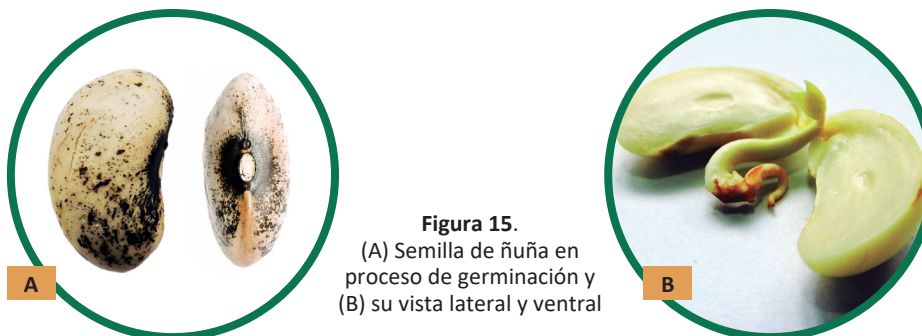 Figura 15.
(A) Semilla de ñuña en
proceso de germinación y
(B) su vista lateral y ventral
A
B